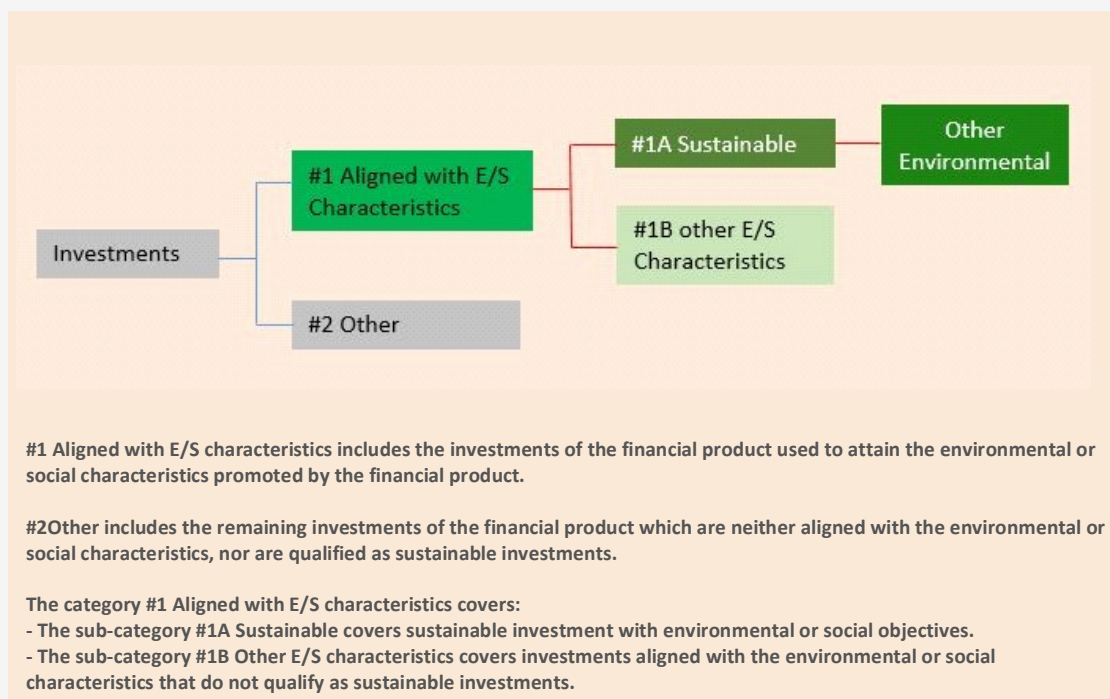 #1A Sustainable
Other
Environmental
#1 Aligned with E/S
Characteristics
#1B other E/S
Characteristics
Investments
#2 Other
#1 Aligned with E/S characteristics includes the investments of the financial product used to attain the environmental or
social characteristics promoted by the financial product.
#2Other includes the remaining investments of the financial product which are neither aligned with the environmental or
social characteristics, nor are qualified as sustainable investments.
The category #1 Aligned with E/S characteristics covers:
- The sub-category #1A Sustainable covers sustainable investment with environmental or social objectives.
- The sub-category #1B Other E/S characteristics covers investments aligned with the environmental or social
characteristics that do not qualify as sustainable investments.